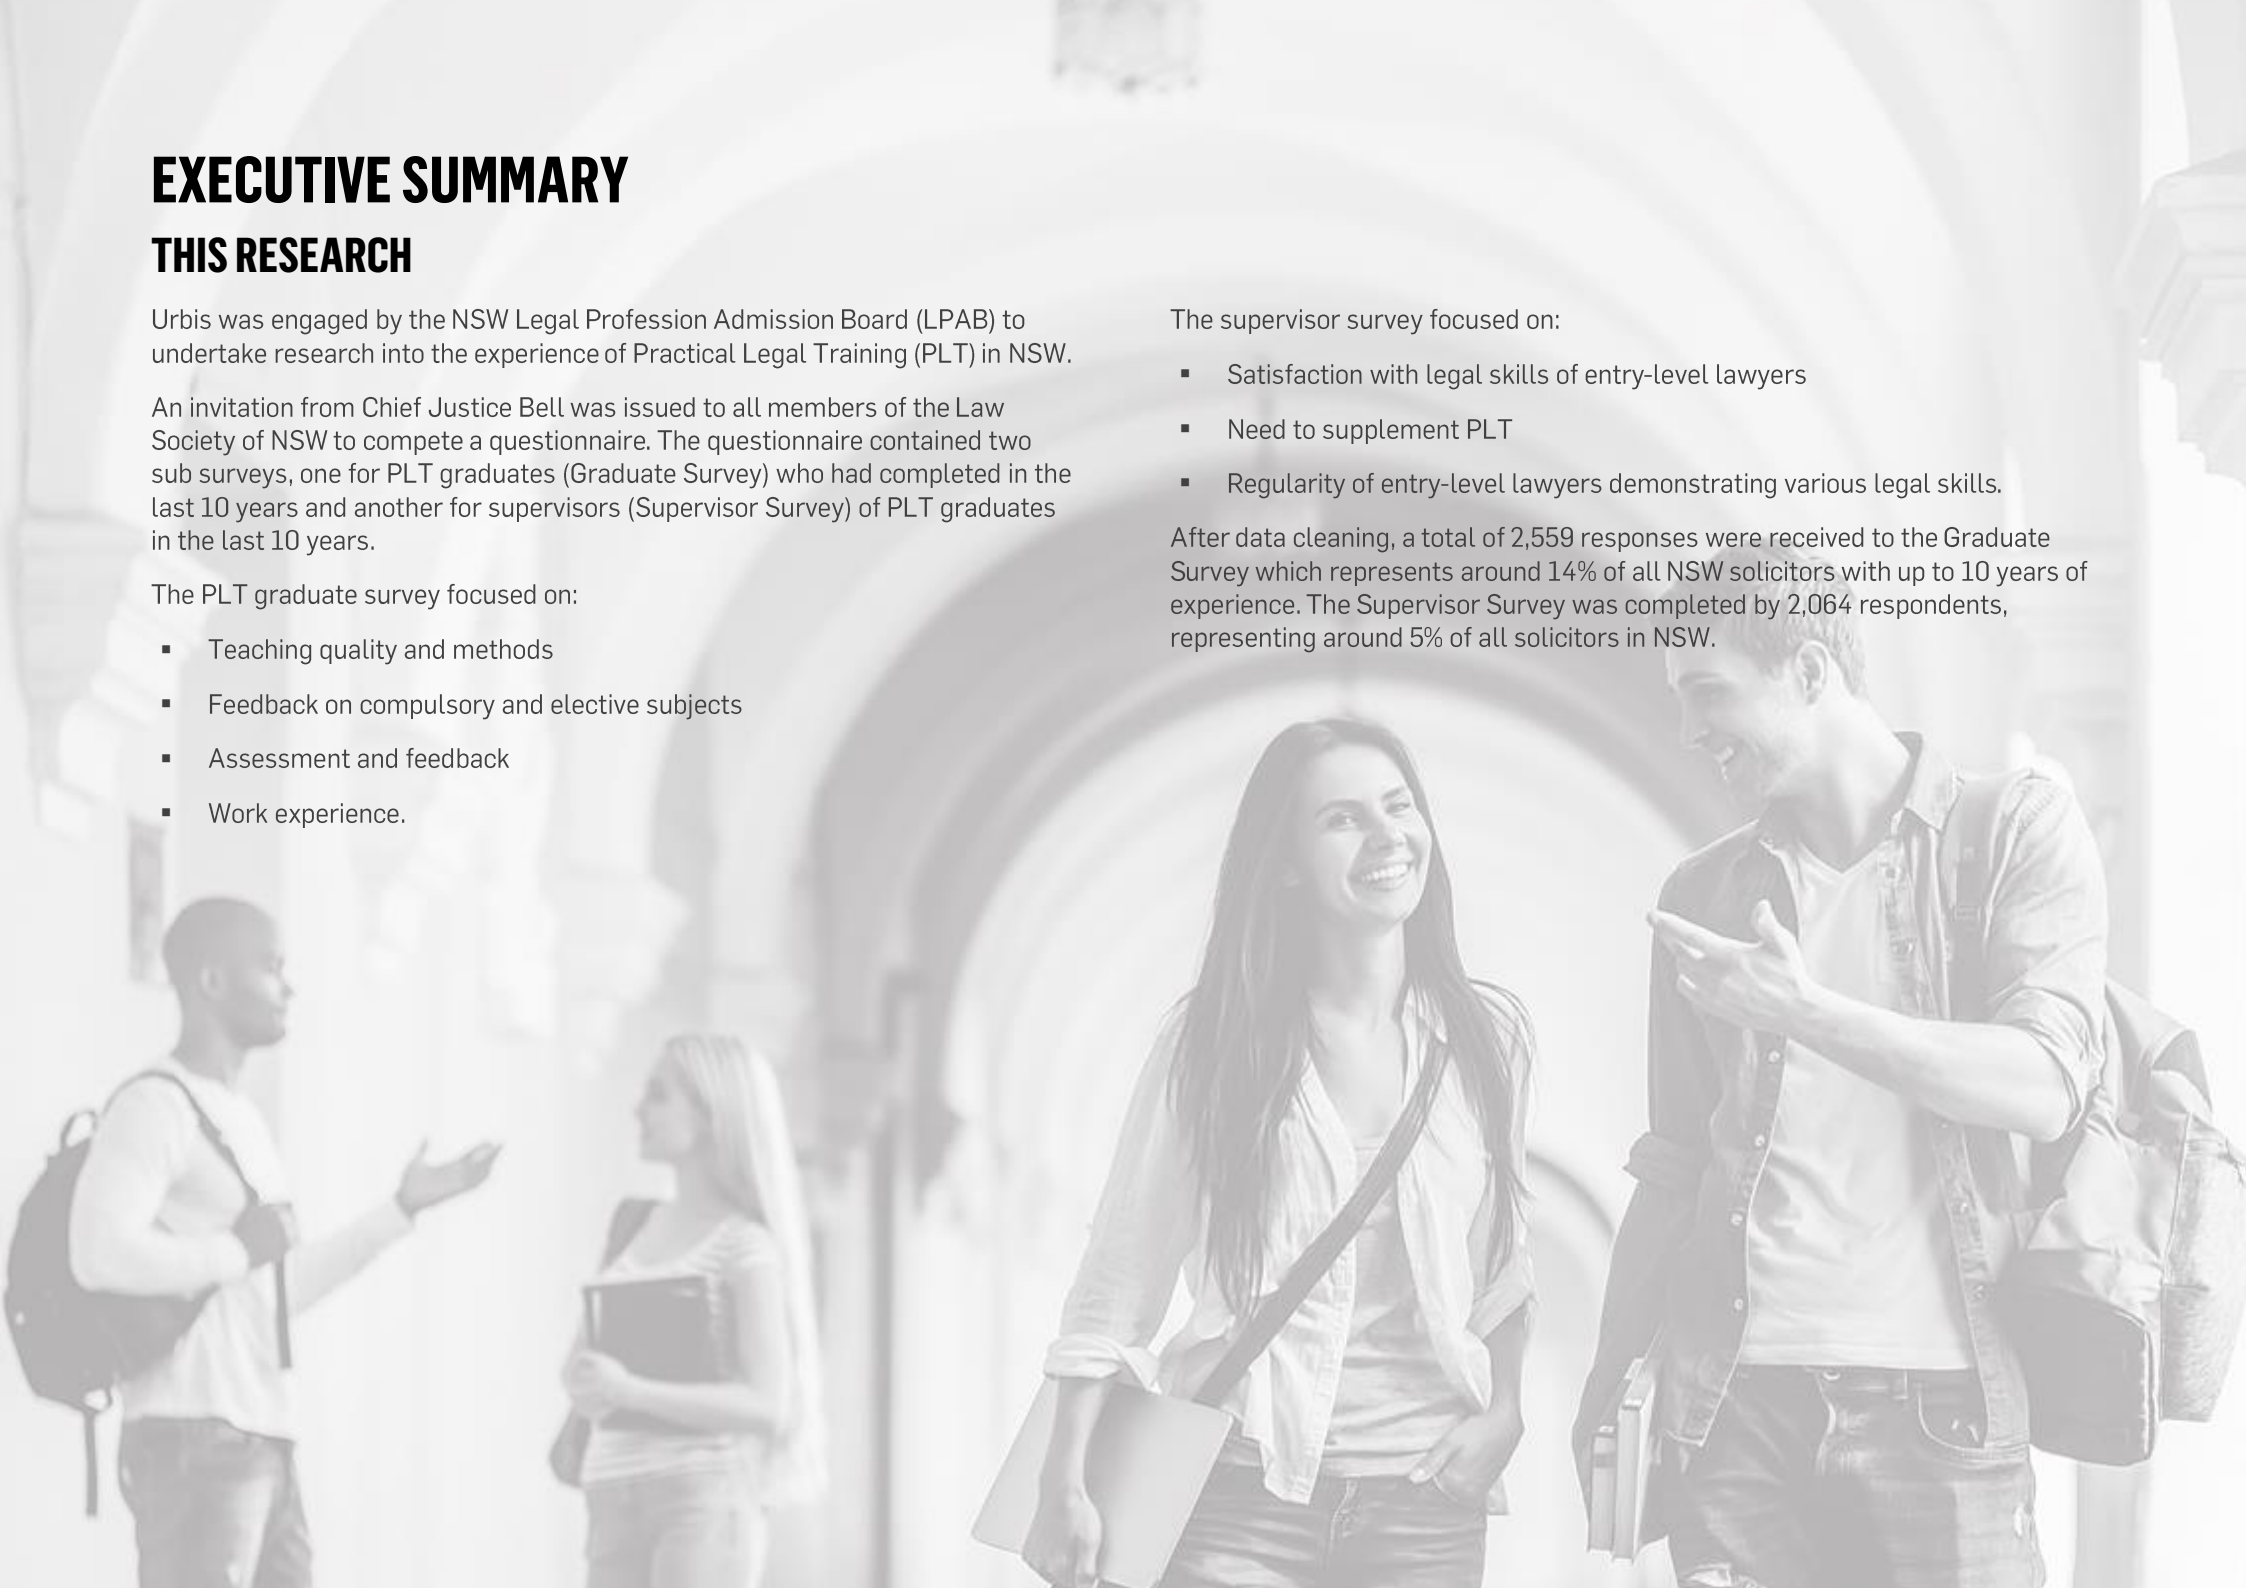 EXECUTIVE SUMMARY
THIS RESEARCH
Urbis was engaged by the NSW Legal Profession Admission Board (LPAB) to
undertake research into the experience of Practical Legal Training (PLT) in NSW.
An invitation from Chief Justice Bell was issued to all members of the Law
Society of NSW to compete a questionnaire. The questionnaire contained two
sub surveys, one for PLT graduates (Graduate Survey) who had completed in the
last 10 years and another for supervisors (Supervisor Survey) of PLT graduates
in the last 10 years.
The PLT graduate survey focused on:
▪ Teaching quality and methods
▪ Feedback on compulsory and elective subjects
▪ Assessment and feedback
▪ Work experience.
The supervisor survey focused on:
▪ Satisfaction with legal skills of entry-level lawyers
▪ Need to supplement PLT
▪ Regularity of entry-level lawyers demonstrating various legal skills.
After data cleaning, a total of 2,559 responses were received to the Graduate
Survey which represents around 14% of all NSW solicitors with up to 10 years of
experience. The Supervisor Survey was completed by 2,064 respondents,
representing around 5% of all solicitors in NSW.